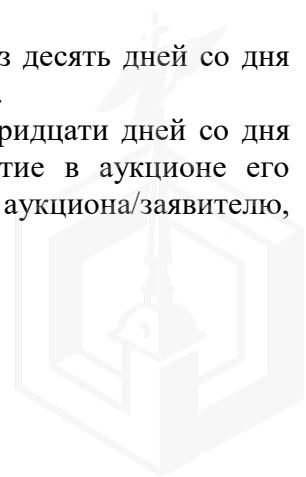 з десять дней со дня
.
ридцати дней со дня
тие в аукционе его
аукциона/заявителю,